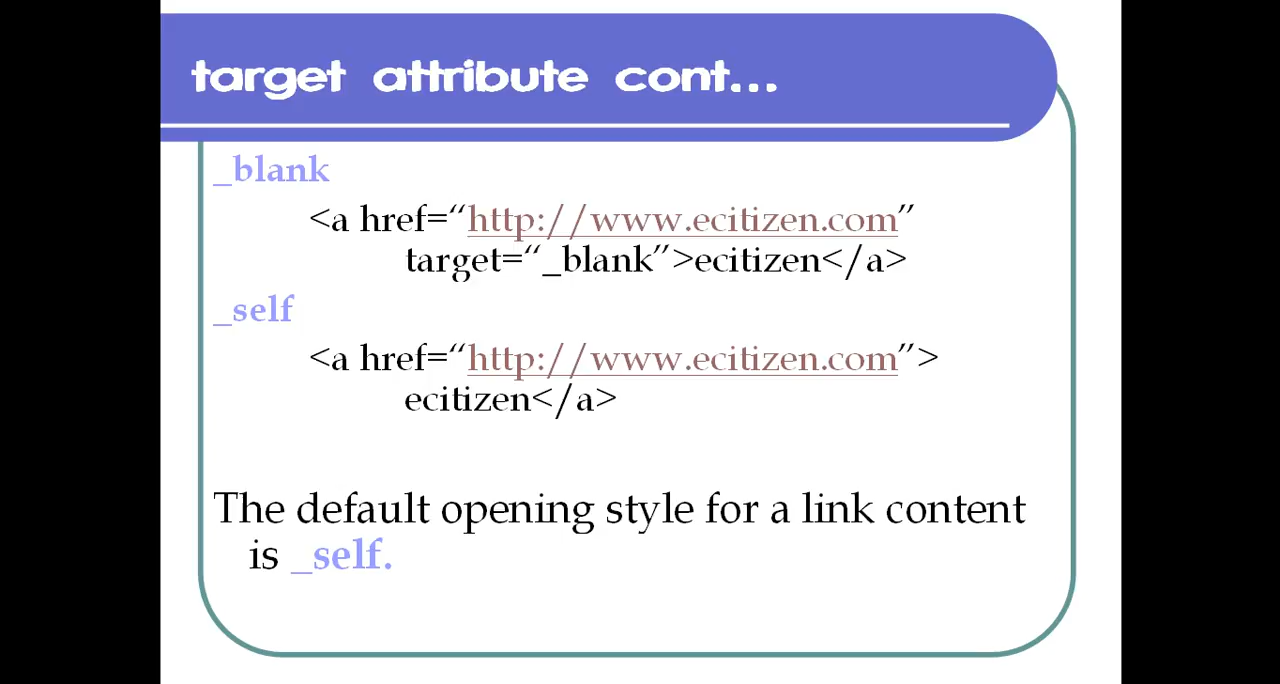 target attribute cont...
_blank
<a href=“http://www.ecitizen.com”
target=“_blank”>ecitizen</a>
_self
<a href=“http://www.ecitizen.com”>
ecitizen</a>
The default opening style for a link content
is _self.